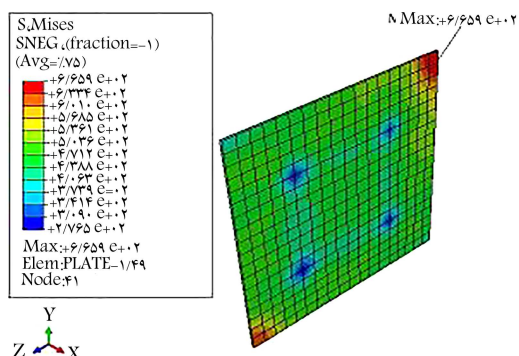 S,Mises
SNEG,(fraction=-1)
(Avg=٪۷۵)
+۶/۶۵۹ e+۰۲
+۶/۳۳۴ e+۰۲
+۶/۰۱۰ e+۰۲
+۵/۶۸۵ e+۰۲
+۵/۳۶۱ e+۰۲
+۵/۰۳۶ e+۰۲
+۴/۷۱۲ e+۰۲
+۴/۳۸۸ e+۰۲
+۴/۰۶۳ e+۰۲
+۳/۷۳۹ e=۰۲
+۳/۴۱۴ e+۰۲
+۳/۰۹۰ e+۰۲
+۲/۷۶۵ e+۰۲
Max:+۶/۶۵۹ e+۰۲
Elem:PLATE-۱/۴۹
Node:۴۱
Max:+۶/۶۵۹ e+۰۲
Y
Z
X